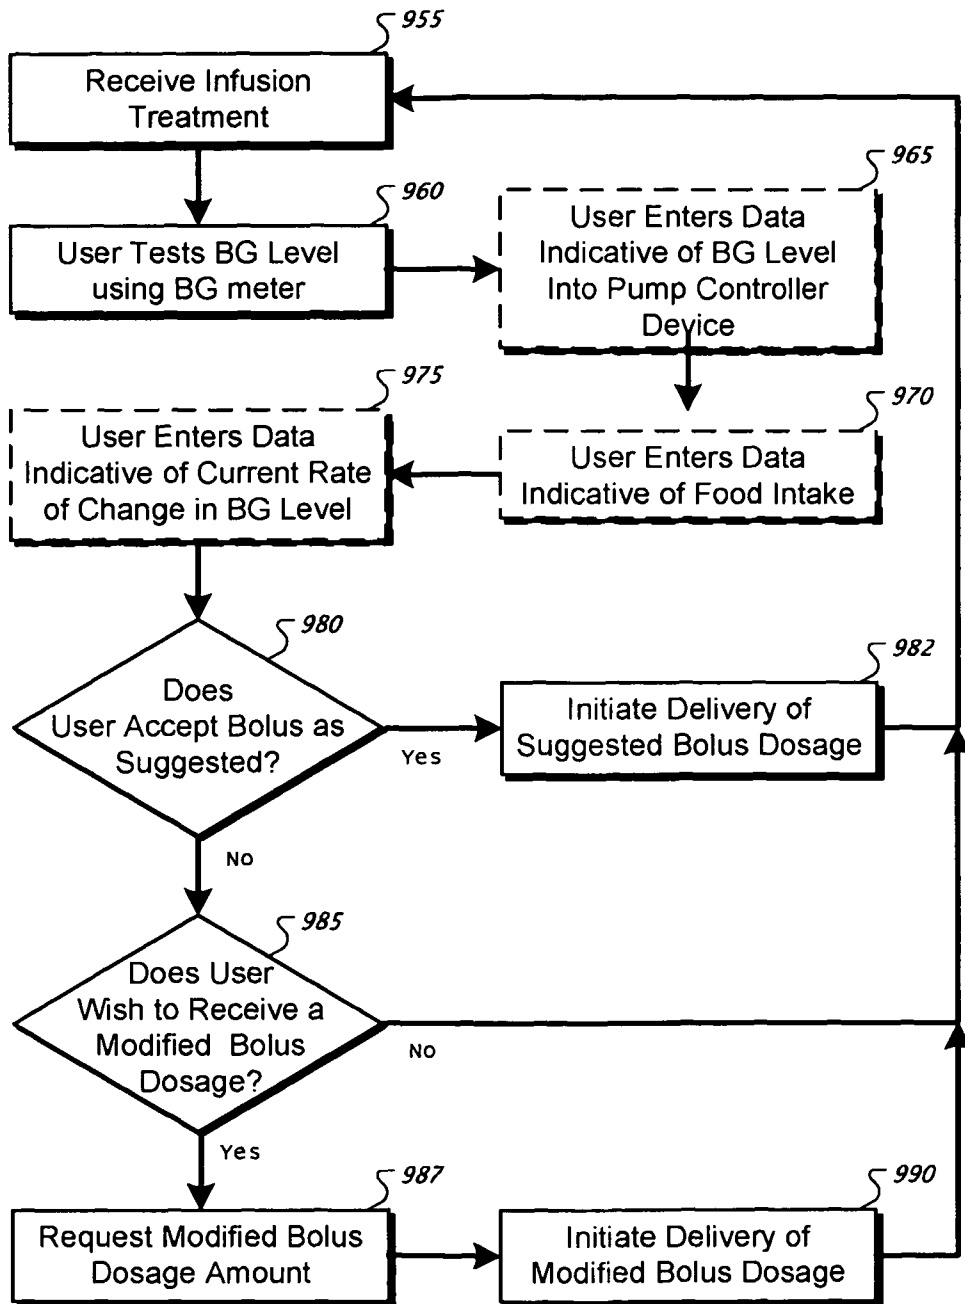 955
Receive Infusion
Treatment
960
User Tests BG Level
using BG meter
965
User Enters Data
Indicative of BG Level
Into Pump Controller
Device
970
User Enters Data
Indicative of Food Intake
975
User Enters Data
Indicative of Current Rate
of Change in BG Level
980
Does
User Accept Bolus as
Suggested?
Yes
982
Initiate Delivery of
Suggested Bolus Dosage
No
985
Does User
Wish to Receive a
Modified Bolus
Dosage?
No
Yes
987
Request Modified Bolus
Dosage Amount
990
Initiate Delivery of
Modified Bolus Dosage